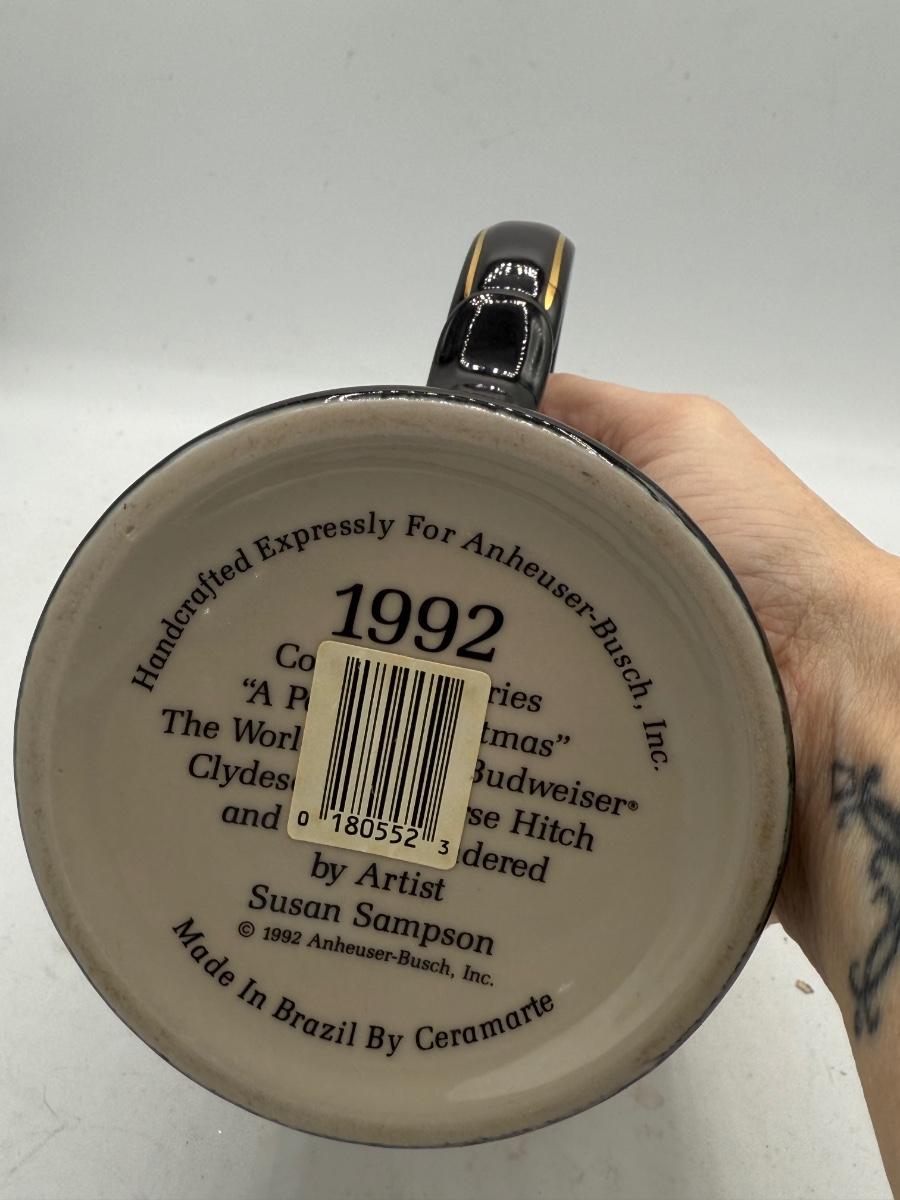 Handcrafted Expressly For Anheuser-Busch, Inc.
1992
Co ries
"A Pe tmas"
The Worl Budweiser®
Clydes se Hitch
and dered
by Artist
Susan Sampson
© 1992 Anheuser-Busch, Inc.
Made In Brazil By Ceramarte
0 180552 3